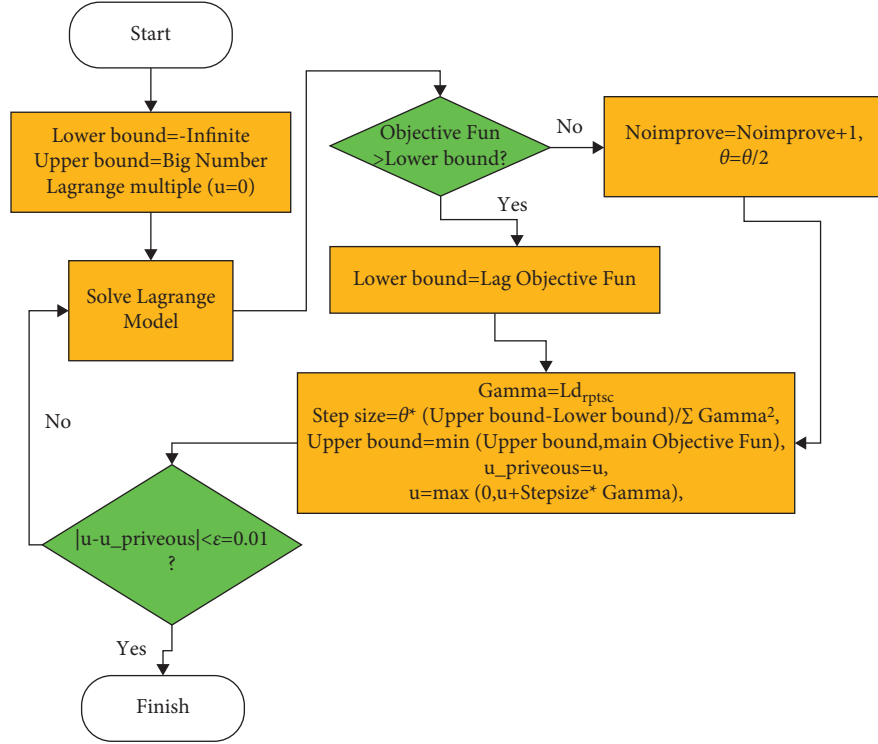 Start
Lower bound=-Infinite
Upper bound=Big Number
Lagrange multiple (u=0)
Solve Lagrange
Model
Objective Fun
>Lower bound?
No
Noimprove=Noimprove+1,
θ=θ/2
Yes
Lower bound=Lag Objective Fun
Gamma=Ld_rptsc
Step size=θ* (Upper bound-Lower bound)/∑ Gamma²,
Upper bound=min (Upper bound,main Objective Fun),
u_priveous=u,
u=max (0,u+Stepsize* Gamma),
No
|u-u_priveous|<ε=0.01
?
Yes
Finish